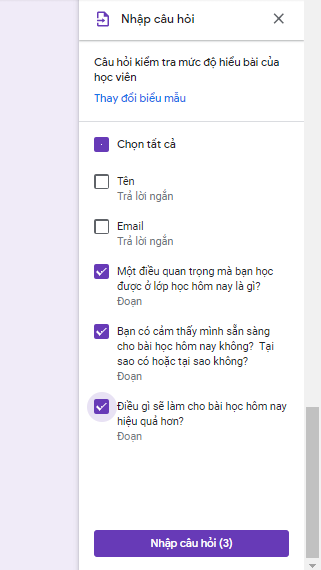 Nhập câu hỏi
Câu hỏi kiểm tra mức độ hiểu bài của
học viên
Thay đổi biểu mẫu
Chọn tất cả
Tên
Trả lời ngắn
Email
Trả lời ngắn
Một điều quan trọng mà bạn học
được ở lớp học hôm nay là gì?
Đoạn
Bạn có cảm thấy mình sẵn sàng
cho bài học hôm nay không? Tại
sao có hoặc tại sao không?
Đoạn
Điều gì sẽ làm cho bài học hôm nay
hiệu quả hơn?
Đoạn
Nhập câu hỏi (3)